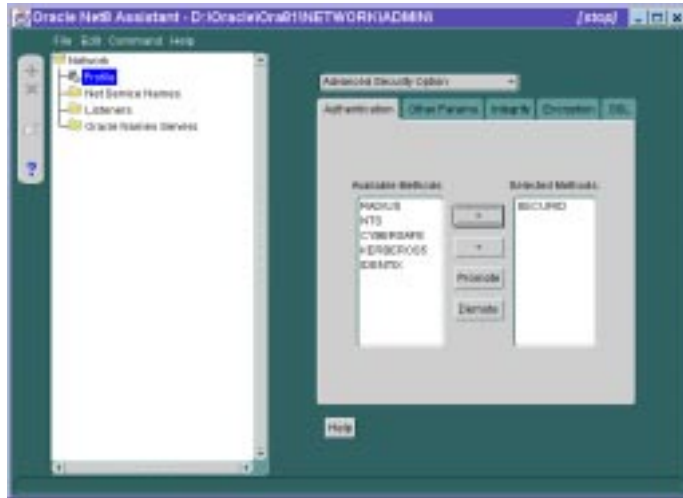 Oracle Net8 Assistant - D:\Oracle\Ora81\NETWORK\ADMIN\ [stop]
File Edit Command Help
Network
Profile
Net Service Names
Listeners
Oracle Names Servers
Advanced Security Option
Authentication Other Params Integrity Encryption SSL
Available Methods: Selected Methods:
RADIUS
NTS
CYBERSAFE
KERBEROS5
IDENTIX
SECURID
>
<
Promote
Demote
Help
?